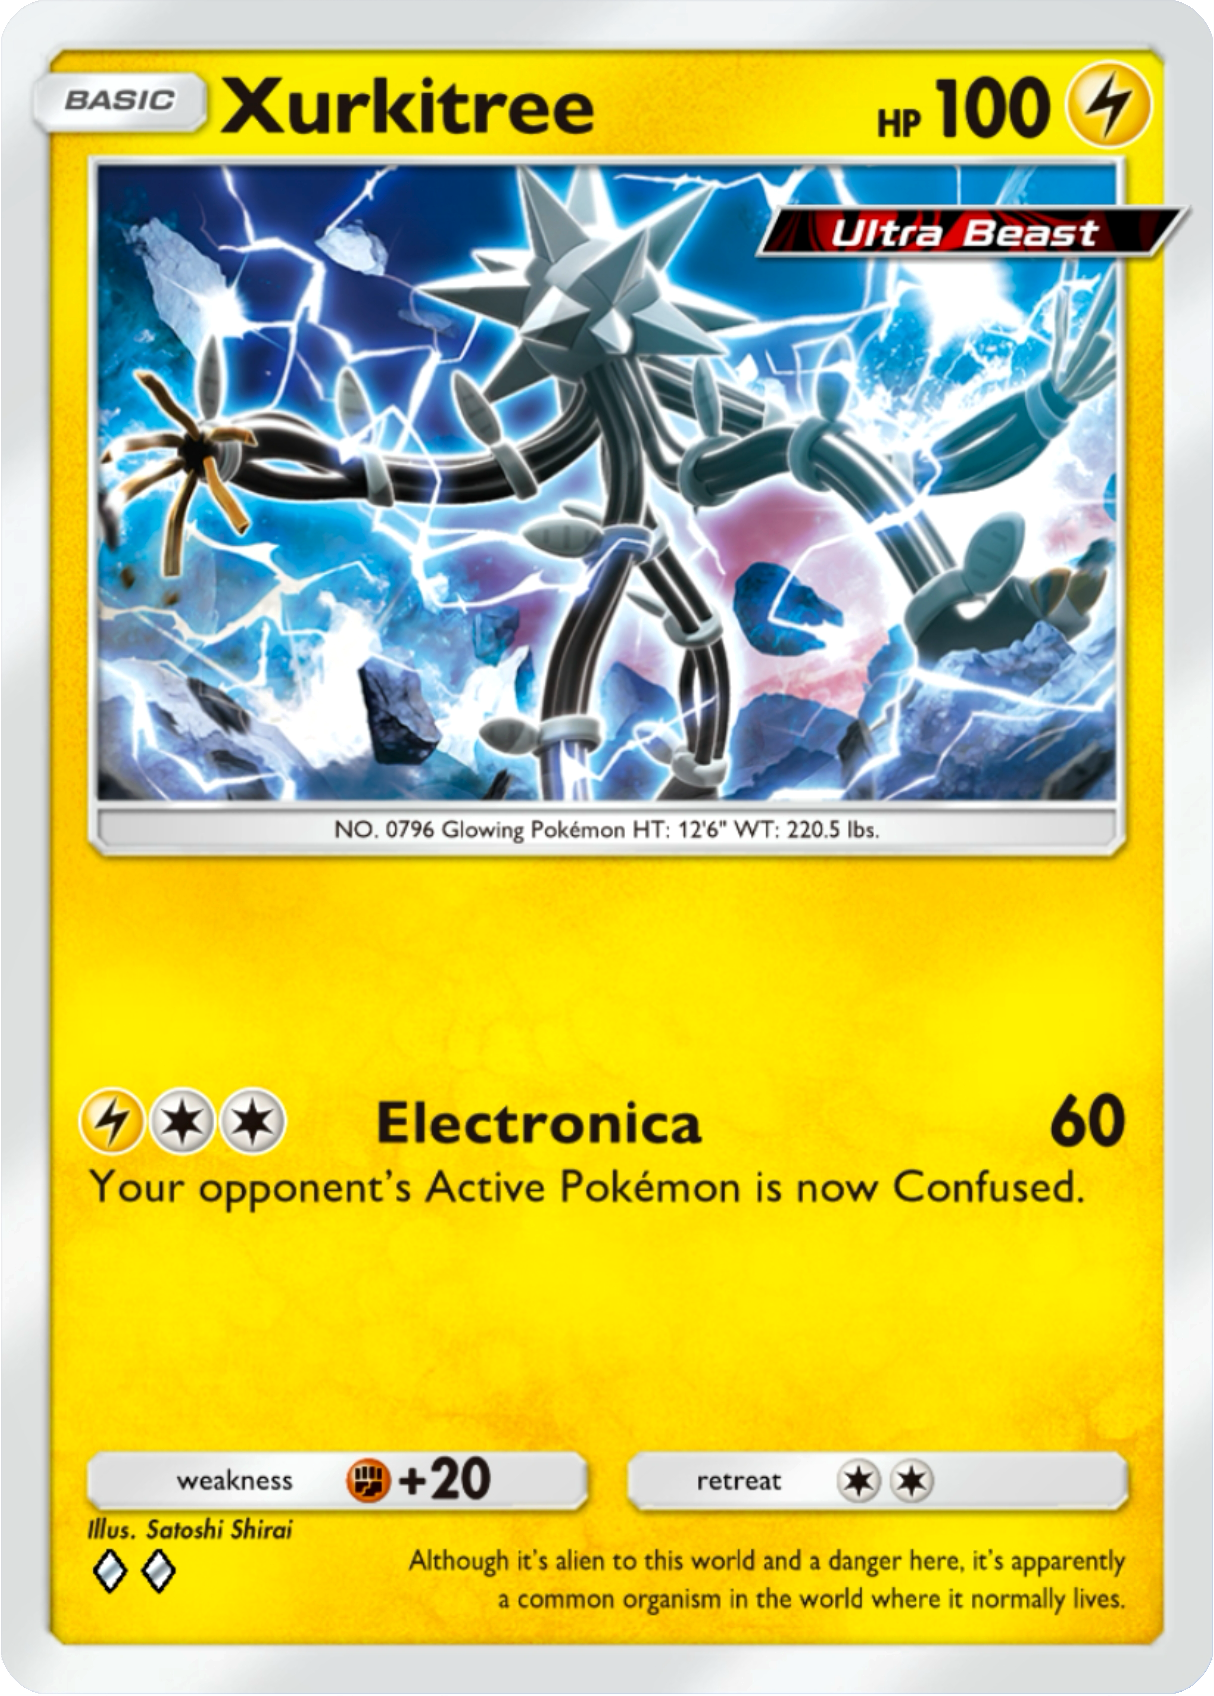 BASIC Xurkitree HP 100
Ultra Beast
NO. 0796 Glowing Pokémon HT: 12'6" WT: 220.5 lbs.
Electronica 60
Your opponent's Active Pokémon is now Confused.
weakness +20 retreat
Illus. Satoshi Shirai
Although it's alien to this world and a danger here, it's apparently
a common organism in the world where it normally lives.